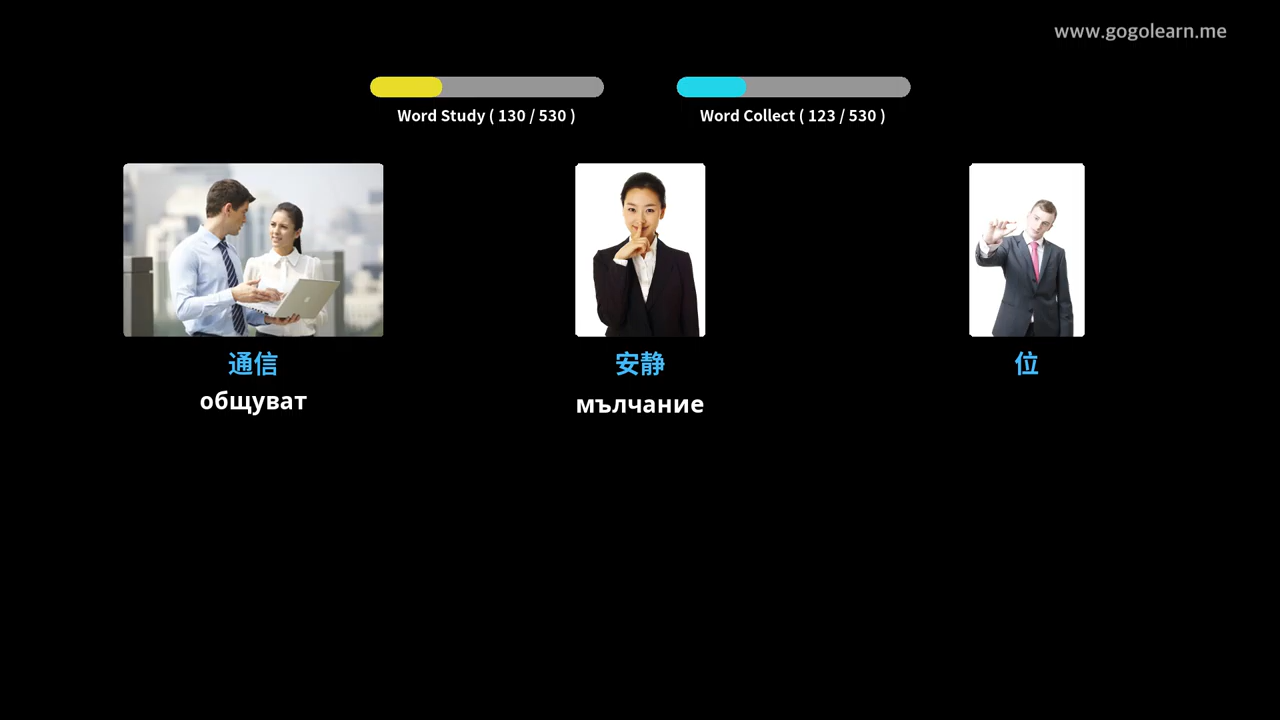 www.gogolearn.me
Word Study ( 130 / 530 )
Word Collect ( 123 / 530 )
通信
安静
位
общуват
мълчание